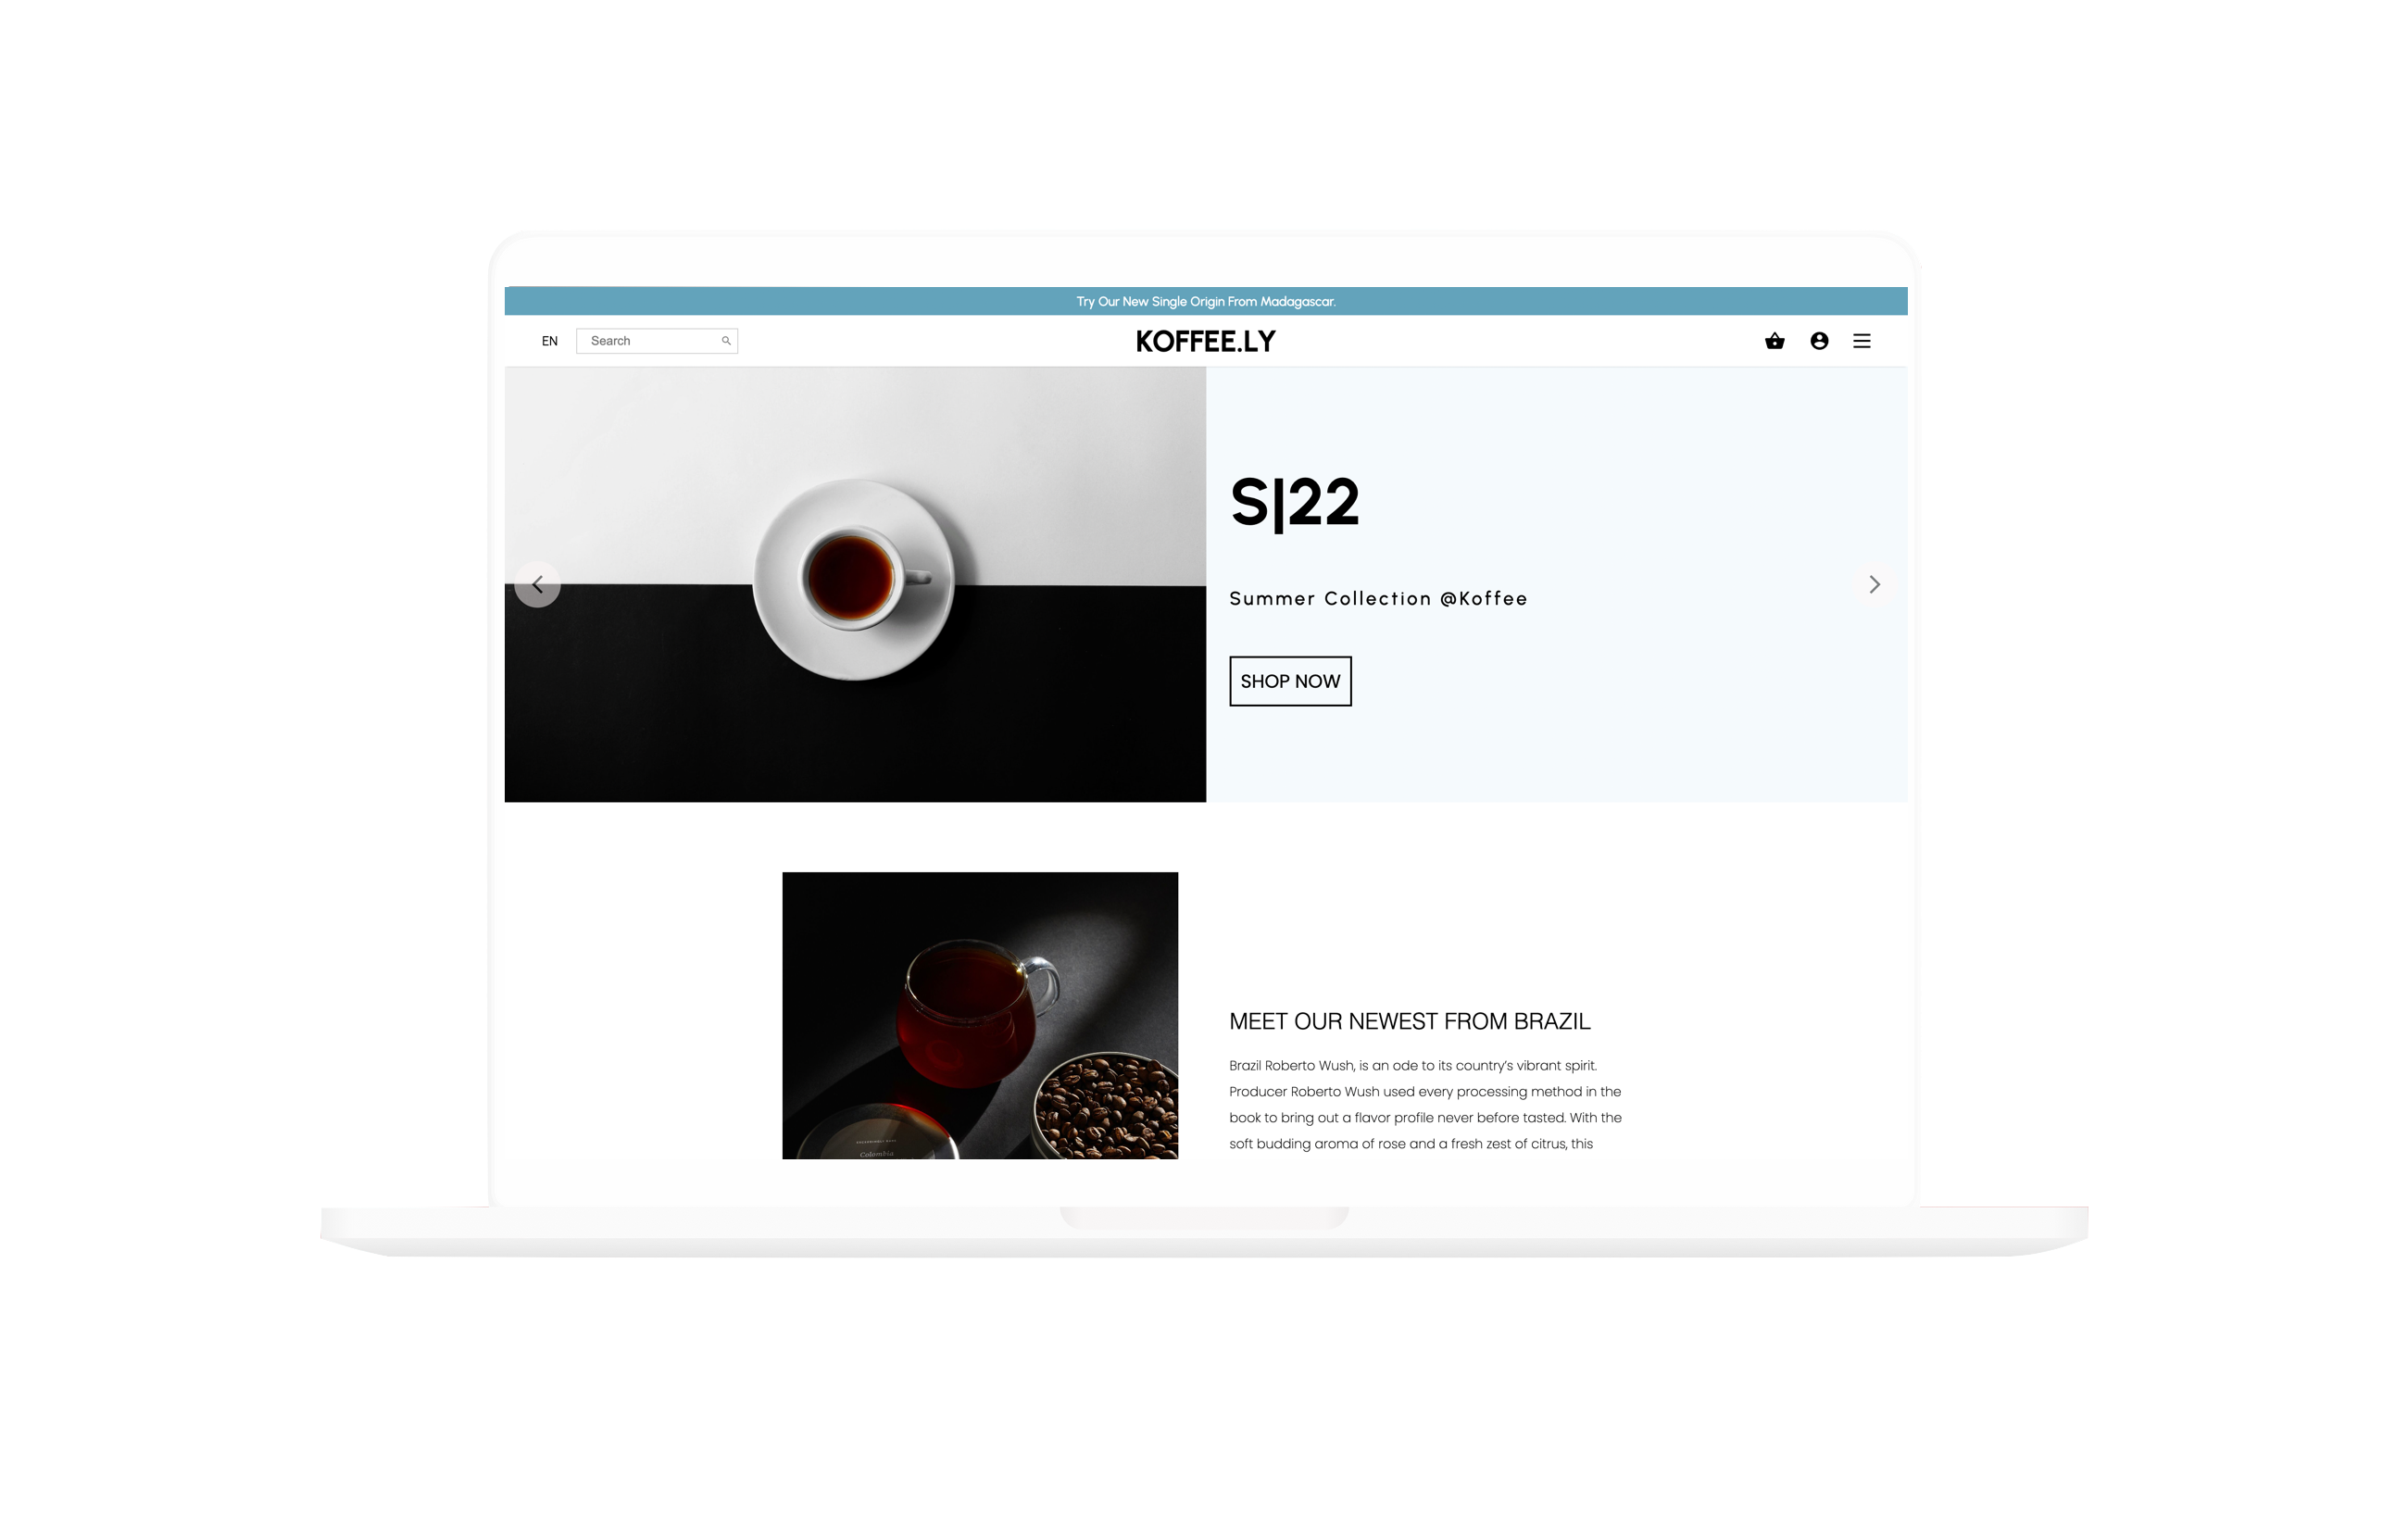 Try Our New Single Origin From Madagascar.
EN
Search
KOFFEE.LY
S|22
Summer Collection @Koffee
SHOP NOW
MEET OUR NEWEST FROM BRAZIL
Brazil Roberto Wush, is an ode to its country’s vibrant spirit.
Producer Roberto Wush used every processing method in the
book to bring out a flavor profile never before tasted. With the
soft budding aroma of rose and a fresh zest of citrus, this
Colombia